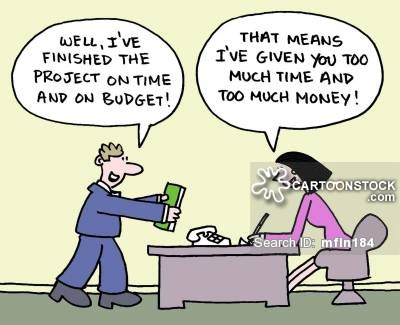 WELL, I'VE
FINISHED THE
PROJECT ON TIME
AND ON BUDGET!
THAT MEANS
I'VE GIVEN YOU TOO
MUCH TIME AND
TOO MUCH MONEY!
CARTOONSTOCK
.com
Search ID: mfln184